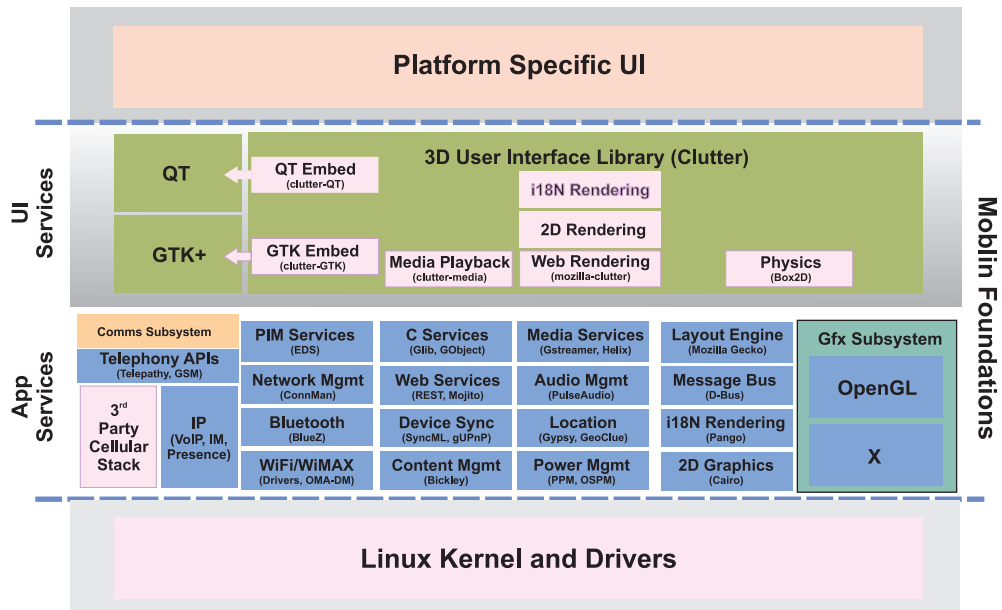 Platform Specific UI
UI
Services
Moblin Foundations
3D User Interface Library (Clutter)
QT
QT Embed
(clutter-QT)
i18N Rendering
2D Rendering
GTK+
GTK Embed
(clutter-GTK)
Media Playback
(clutter-media)
Web Rendering
(mozilla-clutter)
Physics
(Box2D)
App
Services
Comms Subsystem
Telephony APIs
(Telepathy, GSM)
3rd
Party
Cellular
Stack
IP
(VoIP, IM,
Presence)
PIM Services
(EDS)
Network Mgmt
(ConnMan)
Bluetooth
(BlueZ)
WiFi/WiMAX
(Drivers, OMA-DM)
C Services
(Glib, GObject)
Web Services
(REST, Mojito)
Device Sync
(SyncML, gUPnP)
Content Mgmt
(Bickley)
Media Services
(Gstreamer, Helix)
Audio Mgmt
(PulseAudio)
Location
(Gypsy, GeoClue)
Power Mgmt
(PPM, OSPM)
Layout Engine
(Mozilla Gecko)
Message Bus
(D-Bus)
i18N Rendering
(Pango)
2D Graphics
(Cairo)
Gfx Subsystem
OpenGL
X
Linux Kernel and Drivers